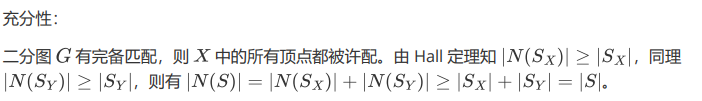 充分性：
二分图 G 有完备匹配，则 X 中的所有顶点都被许配。由 Hall 定理知 |N(S_X)| ≥ |S_X|，同理
|N(S_Y)| ≥ |S_Y|，则有 |N(S)| = |N(S_X)| + |N(S_Y)| ≥ |S_X| + |S_Y| = |S|。